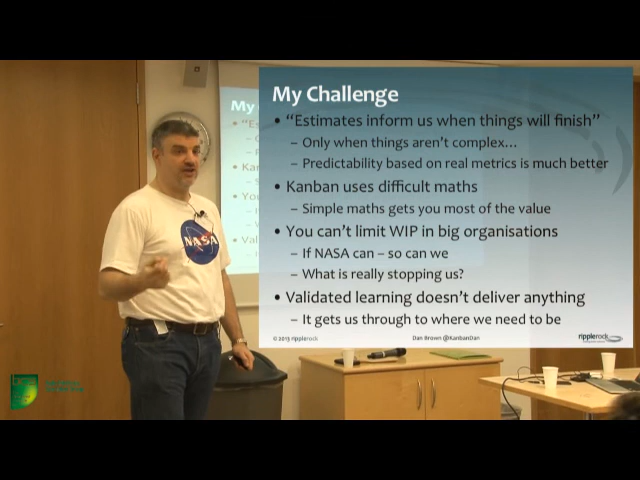 My Challenge
• “Estimates inform us when things will finish”
– Only when things aren’t complex…
– Predictability based on real metrics is much better
• Kanban uses difficult maths
– Simple maths gets you most of the value
• You can’t limit WIP in big organisations
– If NASA can – so can we
– What is really stopping us?
• Validated learning doesn’t deliver anything
– It gets us through to where we need to be
© 2013 ripplerock
Dan Brown @KanbanDan
ripplerock
NASA
My